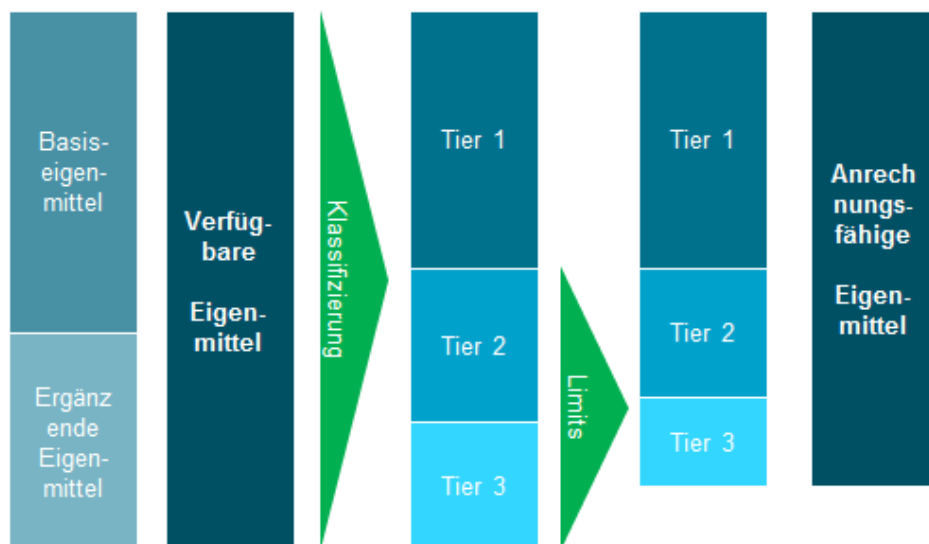 Basis-
eigen-
mittel
Ergänz
ende
Eigen-
mittel
Verfüg-
bare
Eigen-
mittel
Klassifizierung
Tier 1
Tier 2
Tier 3
Limits
Tier 1
Tier 2
Tier 3
Anrech
nungs-
fähige
Eigen-
mittel